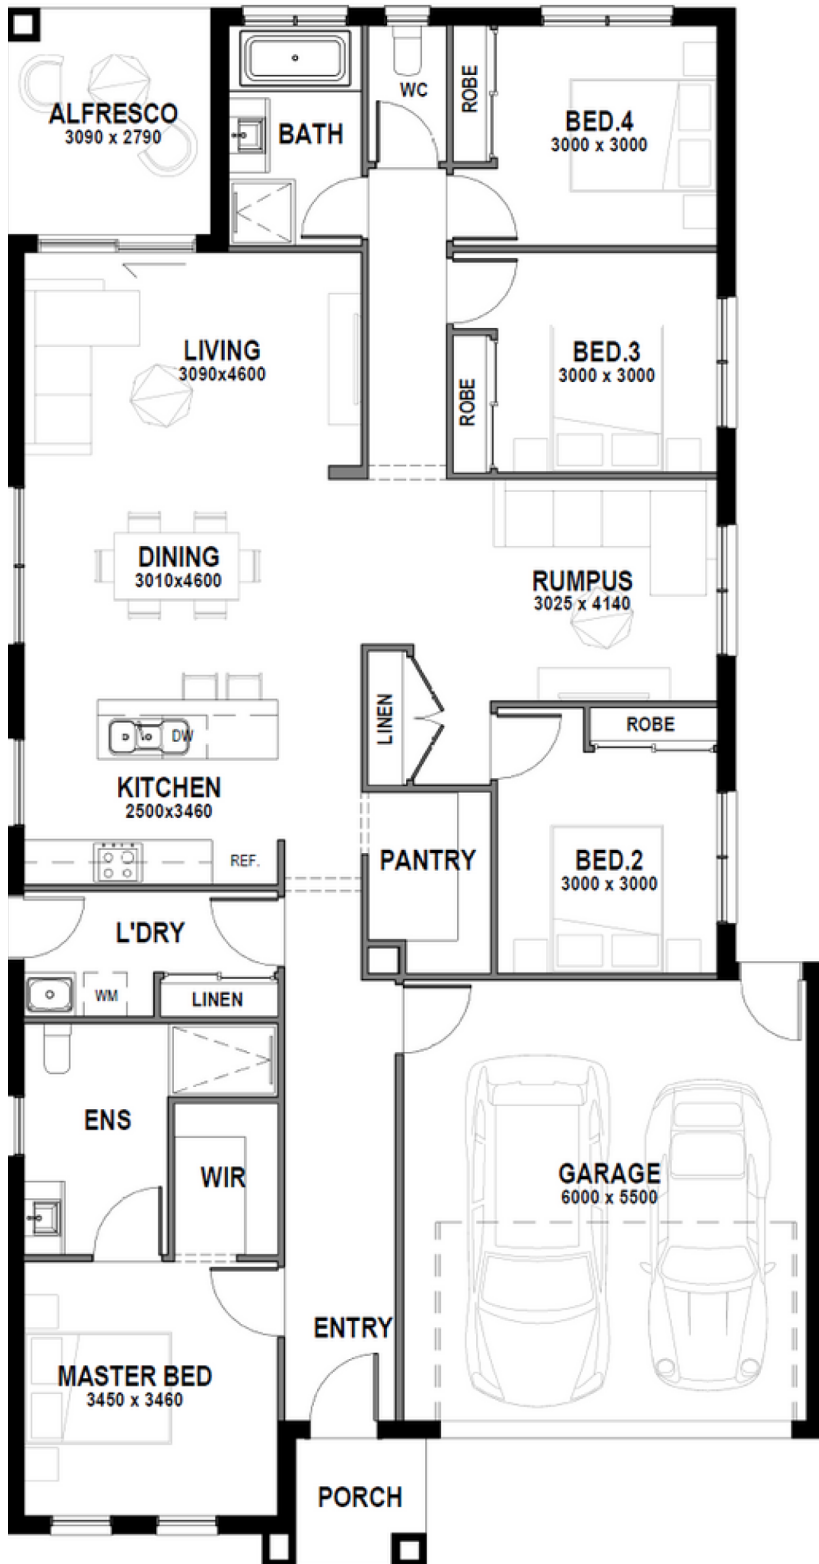 ALFRESCO
3090 x 2790
BATH
WC
ROBE
BED.4
3000 x 3000
LIVING
3090x4600
BED.3
3000 x 3000
ROBE
DINING
3010x4600
RUMPUS
3025 x 4140
LINEN
ROBE
DW
KITCHEN
2500x3460
REF.
PANTRY
BED.2
3000 x 3000
L'DRY
WM
LINEN
ENS
WIR
GARAGE
6000 x 5500
ENTRY
MASTER BED
3450 x 3460
PORCH